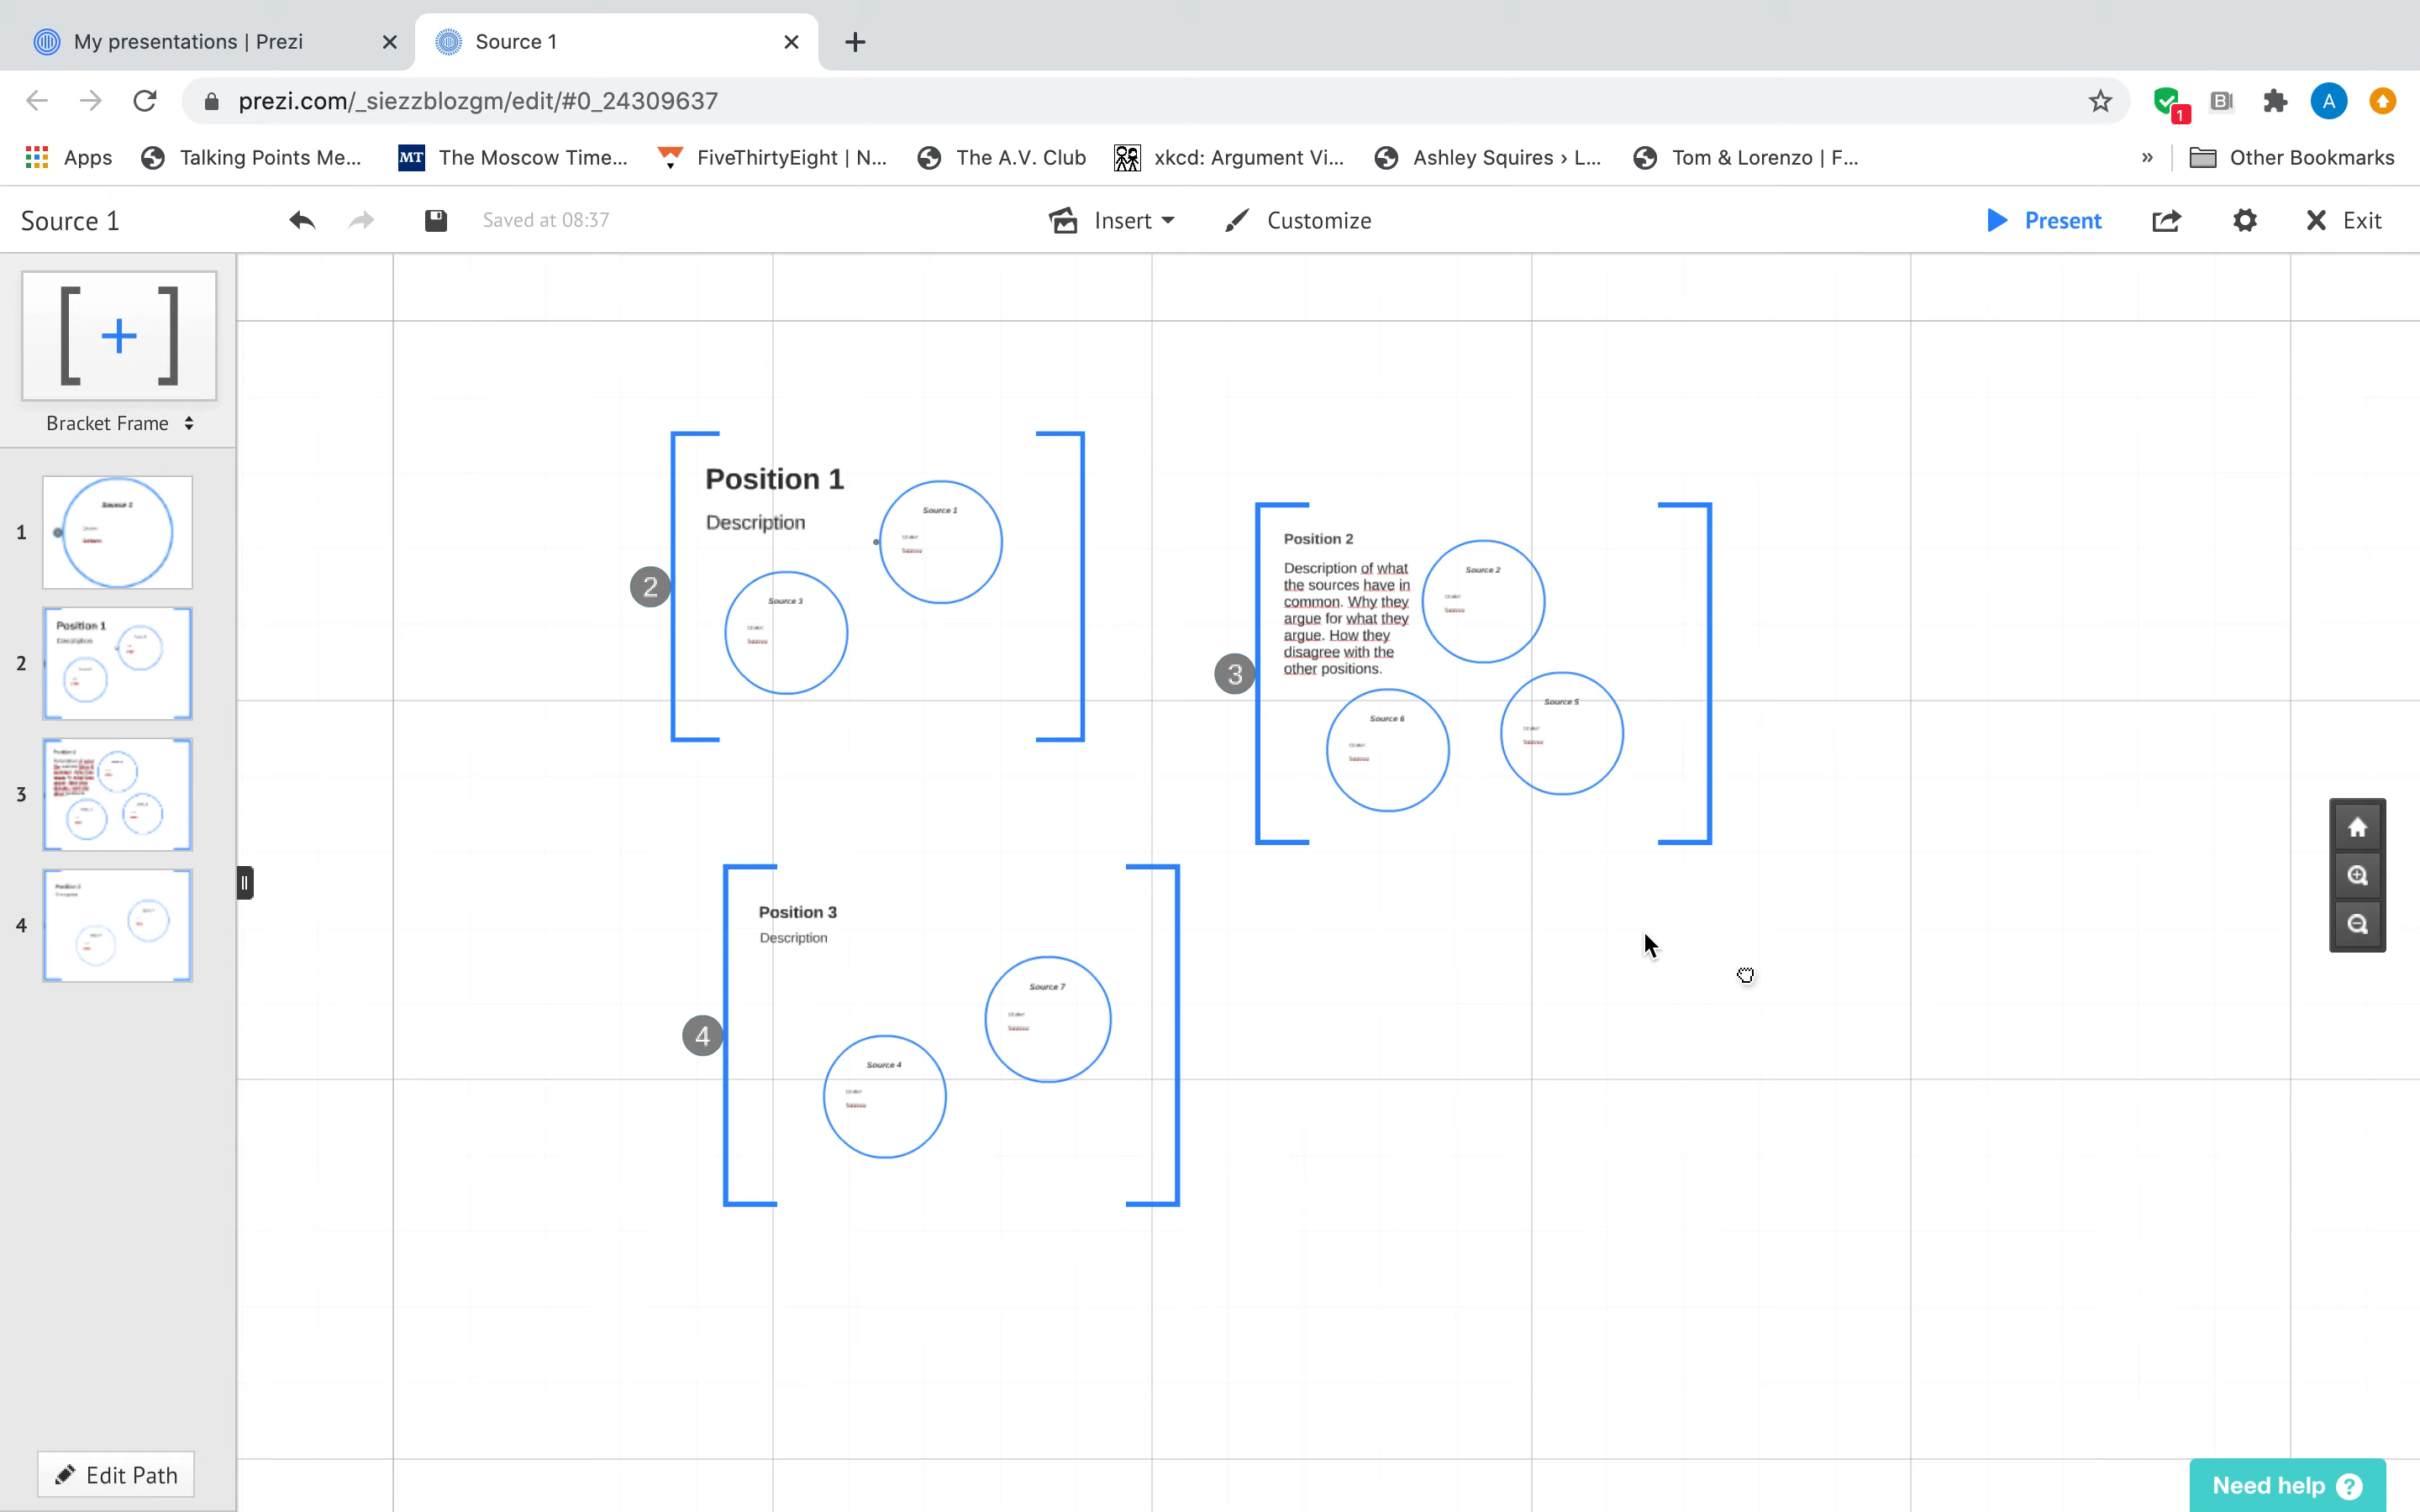 My presentations | Prezi
Source 1
prezi.com/_siezzblozgm/edit/#0_24309637
1
A
Apps
Talking Points Me...
MT
The Moscow Time...
FiveThirtyEight | N...
The A.V. Club
xkcd: Argument Vi...
Ashley Squires › L...
Tom & Lorenzo | F...
»
Other Bookmarks
Source 1
Saved at 08:37
Insert
Customize
Present
Exit
Bracket Frame
1
2
Position 1
Description
3
4
Edit Path
2
Position 1
Description
Source 1
Source 3
3
Position 2
Description of what
the sources have in
common. Why they
argue for what they
argue. How they
disagree with the
other positions.
Source 2
Source 6
Source 5
4
Position 3
Description
Source 7
Source 4
Need help ?